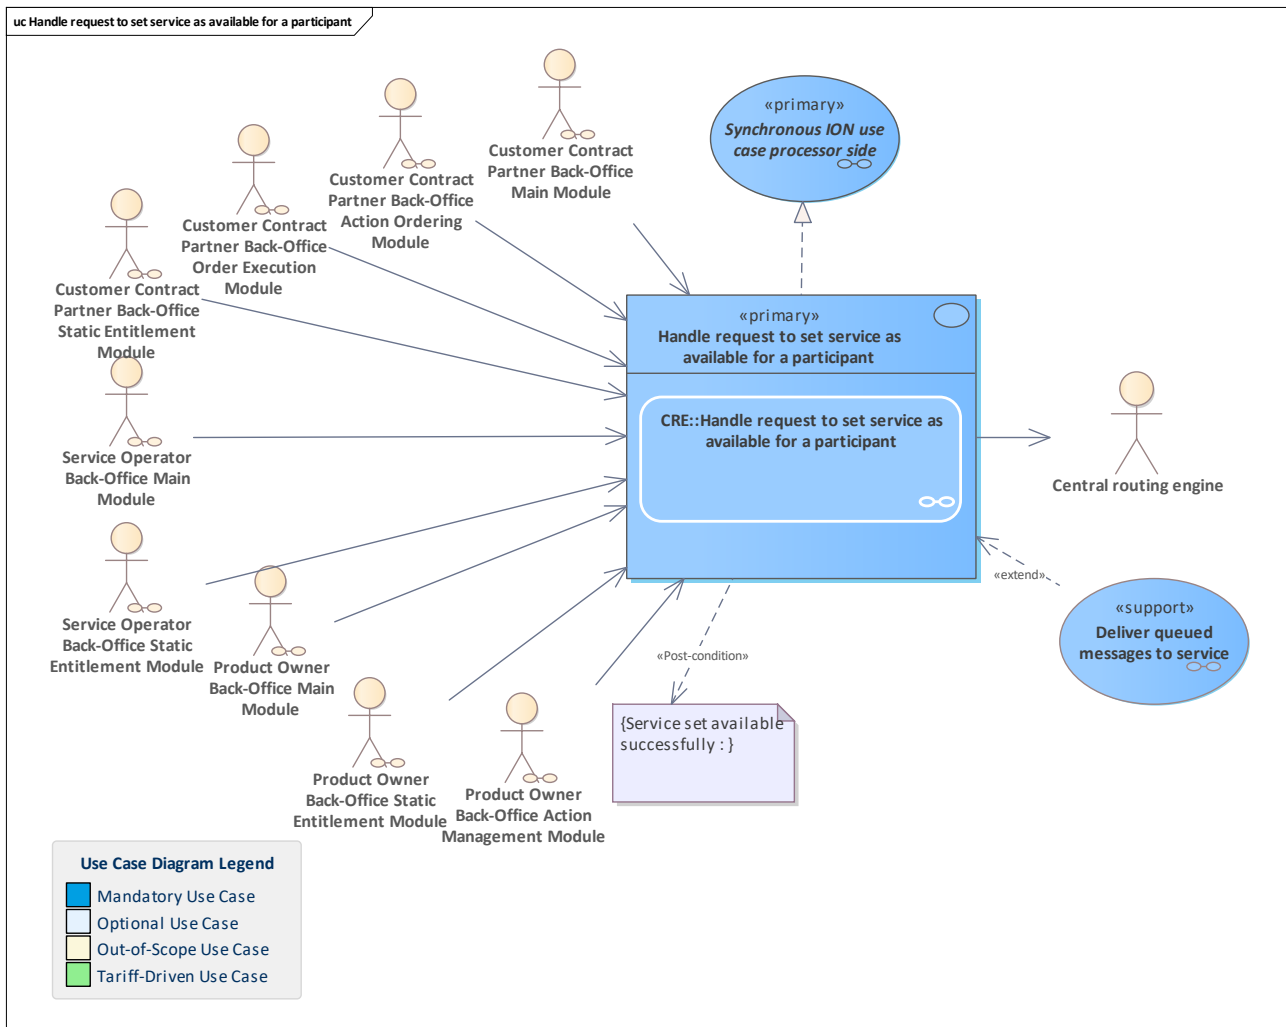 uc Handle request to set service as available for a participant
Customer Contract
Partner Back-Office
Main Module
«primary»
Synchronous ION use
case processor side
Customer Contract
Partner Back-Office
Action Ordering
Module
Customer Contract
Partner Back-Office
Order Execution
Module
Customer Contract
Partner Back-Office
Static Entitlement
Module
«primary»
Handle request to set service as
available for a participant
CRE::Handle request to set service as
available for a participant
Service Operator
Back-Office Main
Module
Central routing engine
Service Operator
Back-Office Static
Entitlement Module
«extend»
«support»
Deliver queued
messages to service
Product Owner
Back-Office Main
Module
«Post-condition»
{Service set available
successfully : }
Product Owner
Back-Office Static
Entitlement Module
Product Owner
Back-Office Action
Management Module
Use Case Diagram Legend
Mandatory Use Case
Optional Use Case
Out-of-Scope Use Case
Tariff-Driven Use Case